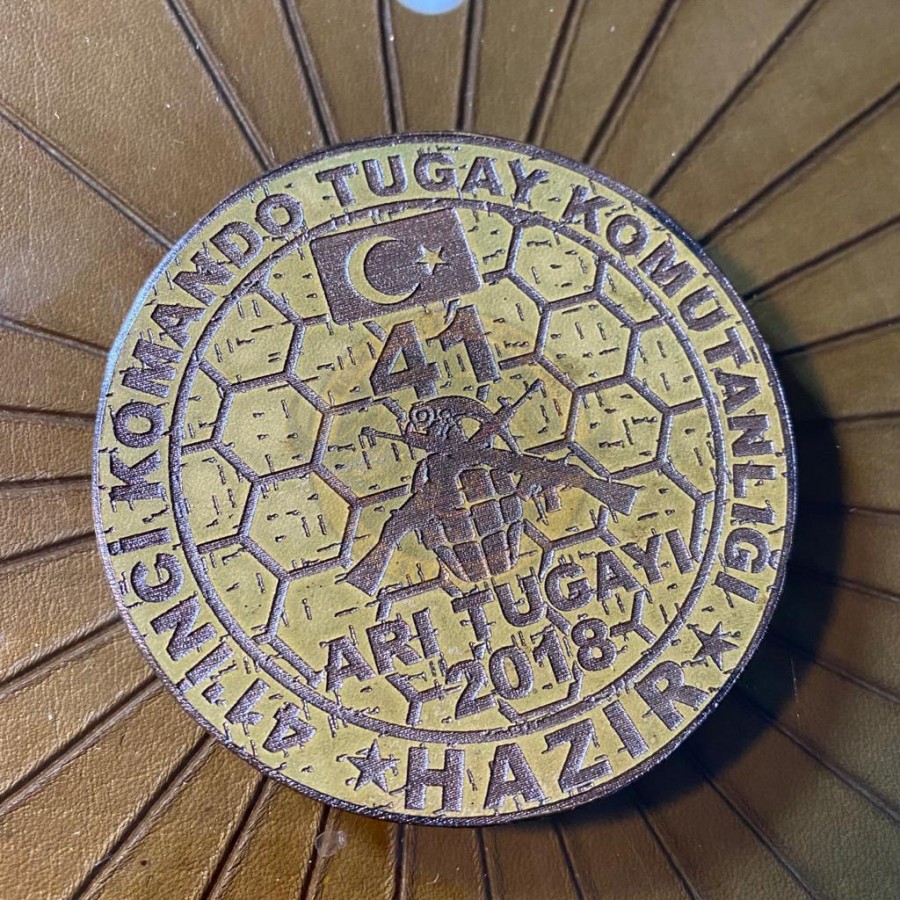 41'İNCİ KOMANDO TUGAY KOMUTANLIĞI
41
ARI TUGAYI
2018
★ HAZIR ★